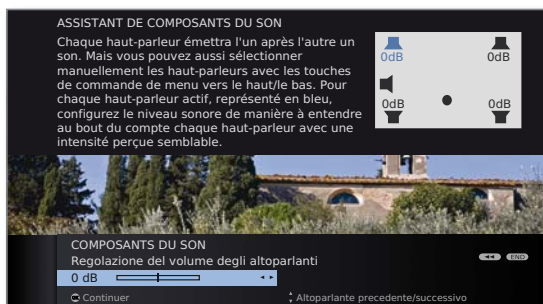 ASSISTANT DE COMPOSANTS DU SON
Chaque haut-parleur émettra l'un après l'autre un
son. Mais vous pouvez aussi sélectionner
manuellement les haut-parleurs avec les touches
de commande de menu vers le haut/le bas. Pour
chaque haut-parleur actif, représenté en bleu,
configurez le niveau sonore de manière à entendre
au bout du compte chaque haut-parleur avec une
intensité perçue semblable.
0dB
0dB
0dB
0dB
COMPOSANTS DU SON
Regolazione del volume degli altoparlanti
0 dB
END
OK Continuer
Altoparlante precedente/successivo